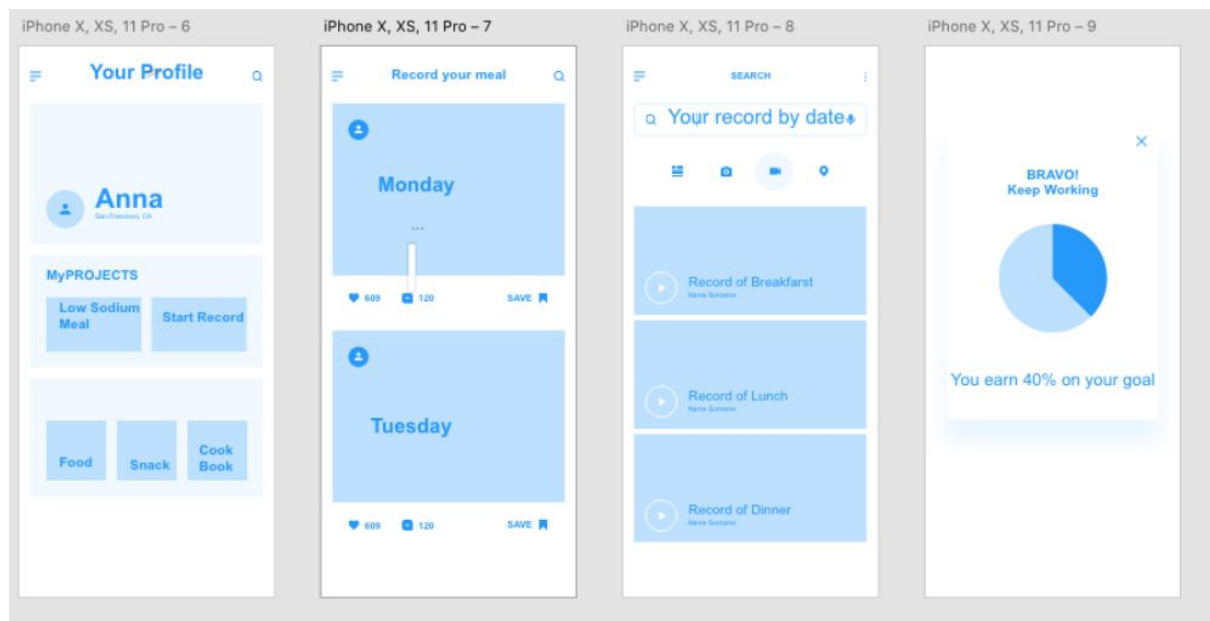 iPhone X, XS, 11 Pro – 6
Your Profile
Anna
San Francisco, CA
MyPROJECTS
Low Sodium
Meal
Start Record
Food
Snack
Cook
Book
iPhone X, XS, 11 Pro – 7
Record your meal
Monday
...
609
120
SAVE
Tuesday
609
120
SAVE
iPhone X, XS, 11 Pro – 8
SEARCH
Your record by date
Record of Breakfarst
Name Surname
Record of Lunch
Name Surname
Record of Dinner
Name Surname
iPhone X, XS, 11 Pro – 9
BRAVO!
Keep Working
You earn 40% on your goal